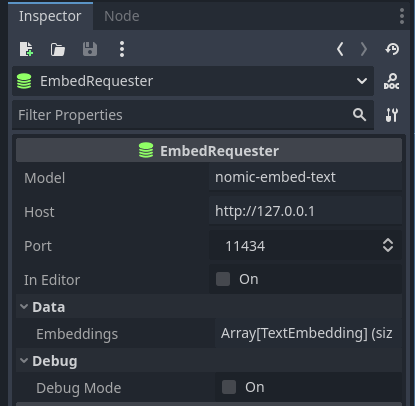 Inspector Node
EmbedRequester
DOC
Filter Properties
EmbedRequester
Model nomic-embed-text
Host http://127.0.0.1
Port 11434
In Editor On
Data
Embeddings Array[TextEmbedding] (siz
Debug
Debug Mode On